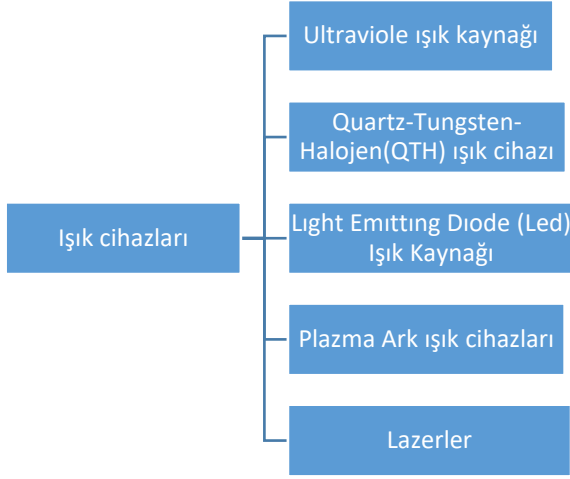 Ultraviole ışık kaynağı
Quartz-Tungsten-
Halojen(QTH) ışık cihazı
Işık cihazları
Lıght Emıttıng Dıode (Led)
Işık Kaynağı
Plazma Ark ışık cihazları
Lazerler